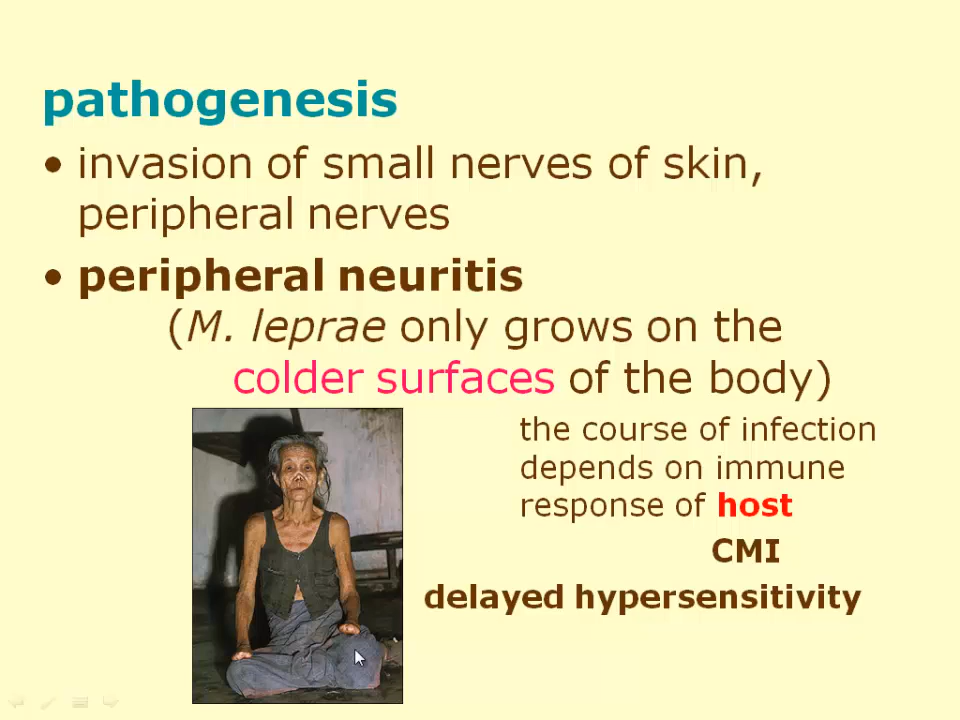 pathogenesis
• invasion of small nerves of skin,
peripheral nerves
• peripheral neuritis
(M. leprae only grows on the
colder surfaces of the body)
the course of infection
depends on immune
response of host
CMI
delayed hypersensitivity